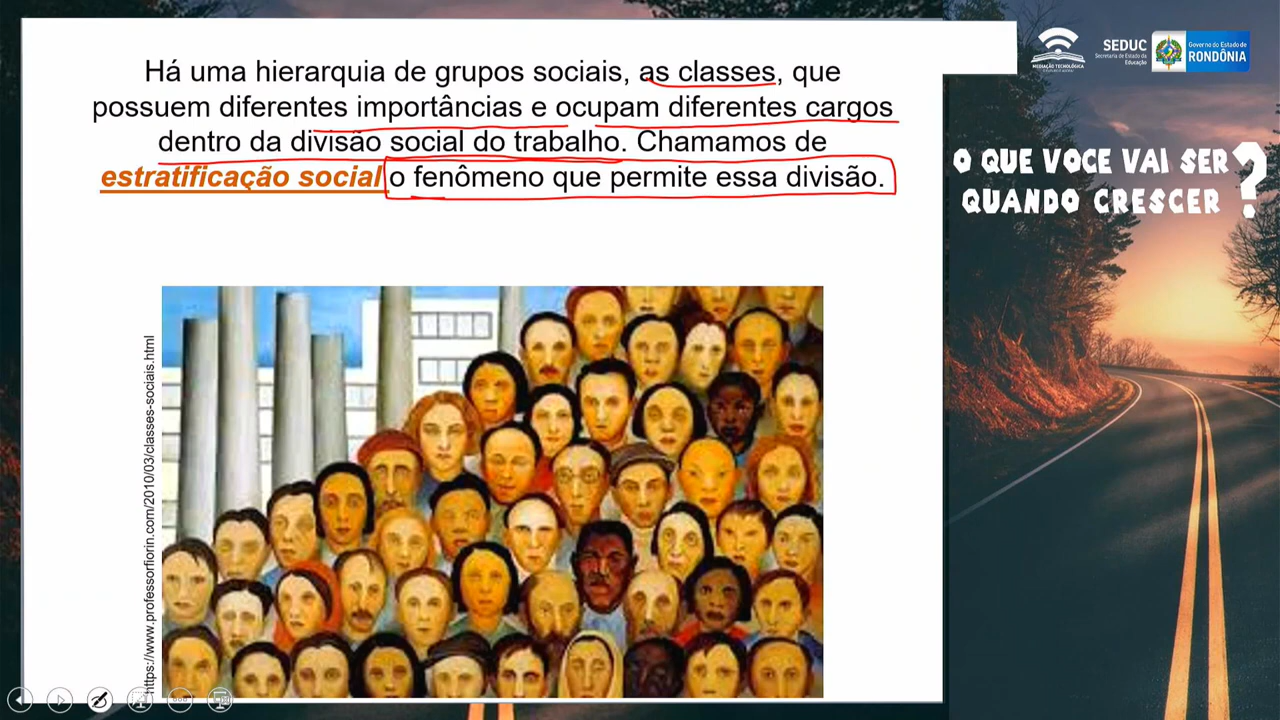 Há uma hierarquia de grupos sociais, as classes, que
possuem diferentes importâncias e ocupam diferentes cargos
dentro da divisão social do trabalho. Chamamos de
estratificação social o fenômeno que permite essa divisão.
https://www.professorfiorin.com/2010/03/classes-sociais.html
MEDIAÇÃO TECNOLÓGICA
SEDUC
Secretaria de Estado da
Educação
Governo do Estado de
RONDÔNIA
O QUE VOCE VAI SER
QUANDO CRESCER ?